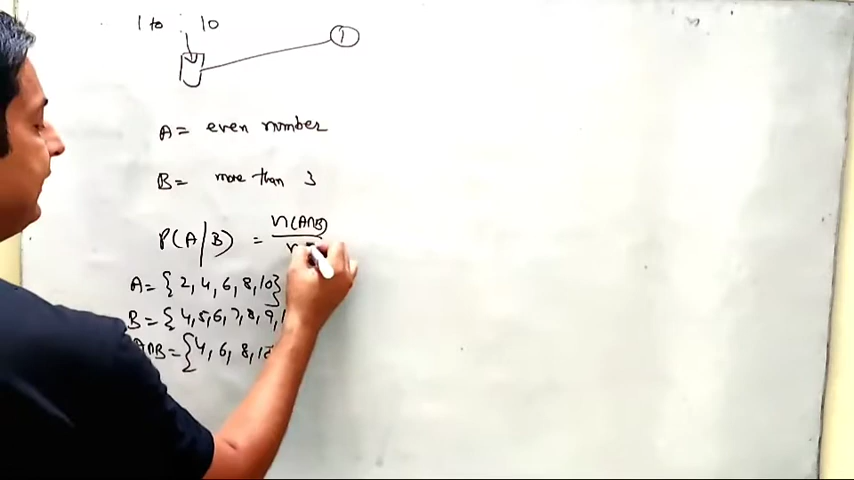 1 to : 10
1
A = even number
B = more than 3
P(A/B) = n(A∩B)
n
A = {2, 4, 6, 8, 10}
B = {4, 5, 6, 7, 8, 9,
A∩B = {4, 6, 8, 10